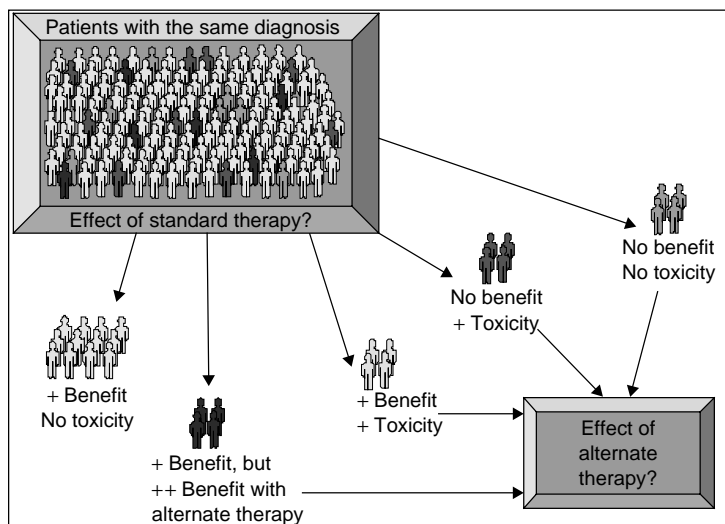 Patients with the same diagnosis
Effect of standard therapy?
No benefit
No toxicity
No benefit
+ Toxicity
+ Benefit
No toxicity
+ Benefit
+ Toxicity
+ Benefit, but
++ Benefit with
alternate therapy
Effect of
alternate
therapy?